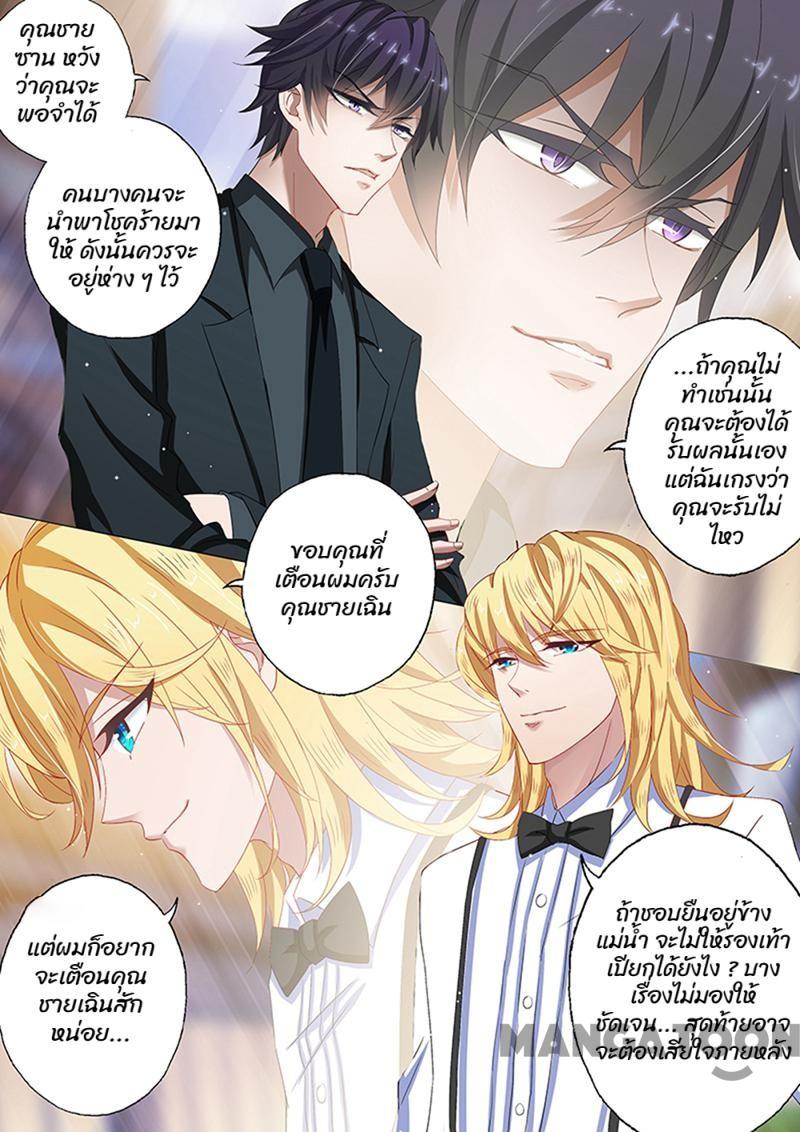 คุณชาย
ซาน หวัง
ว่าคุณจะ
พอจำได้
คนบางคนจะ
นำพาโชคร้ายมา
ให้ ดังนั้นควรจะ
อยู่ห่าง ๆ ไว้
...ถ้าคุณไม่
ทำเช่นนั้น
คุณจะต้องได้
รับผลนั้นเอง
แต่ฉันเกรงว่า
คุณจะรับไม่
ไหว
ขอบคุณที่
เตือนผมครับ
คุณชายเฉิน
แต่ผมก็อยาก
จะเตือนคุณ
ชายเฉินสัก
หน่อย...
ถ้าชอบยืนอยู่ข้าง
แม่น้ำ จะไม่ให้รองเท้า
เปียกได้ยังไง ? บาง
เรื่องไม่มองให้
ชัดเจน... สุดท้ายอาจ
จะต้องเสียใจภายหลัง
MANGATOON